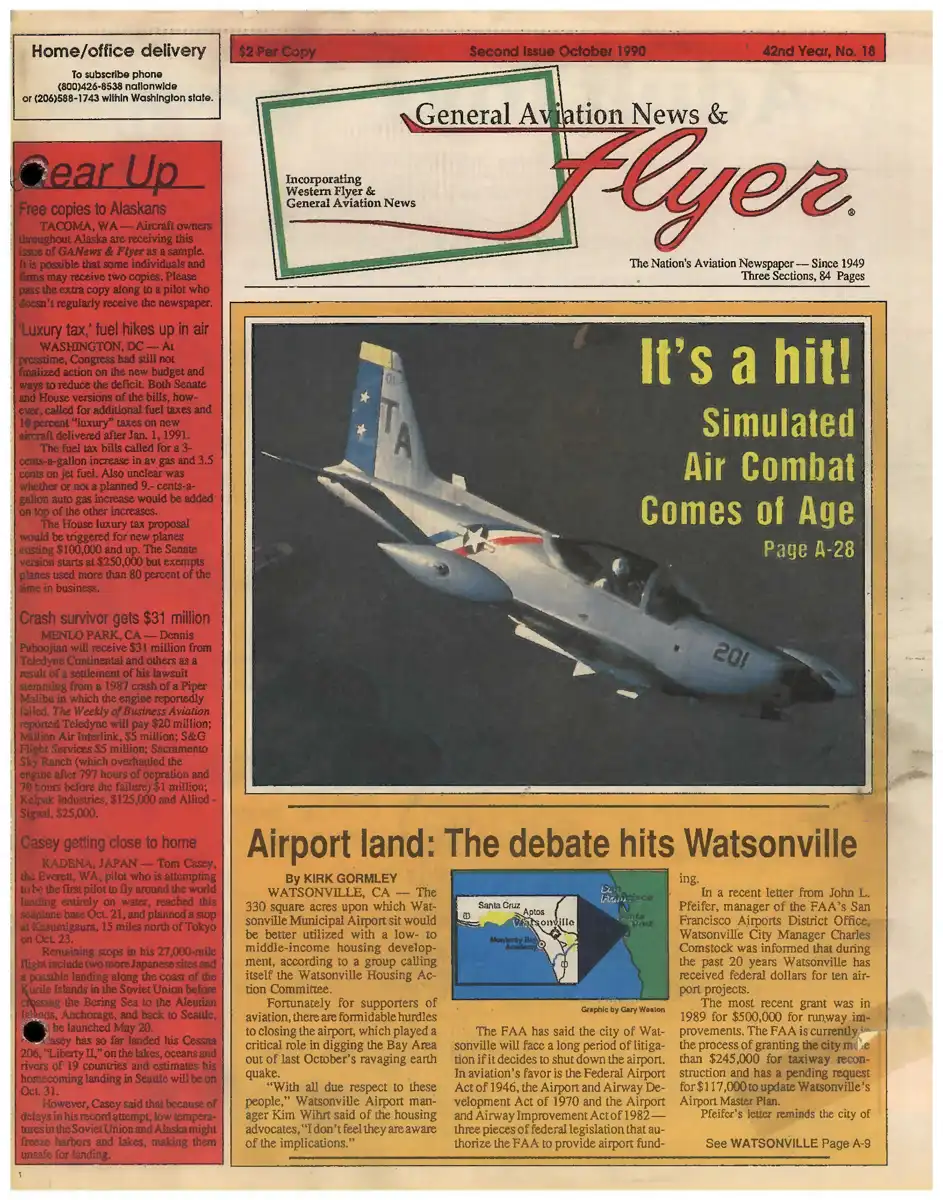 Home/office delivery
To subscribe phone
(800)426-8538 nationwide
or (206)588-1743 within Washington state.
$2 Per Copy
Second Issue October 1990
42nd Year, No. 18
General Aviation News &
Flyer®
Incorporating
Western Flyer &
General Aviation News
The Nation's Aviation Newspaper — Since 1949
Three Sections, 84 Pages
ear Up
Free copies to Alaskans
TACOMA, WA — Aircraft owners
throughout Alaska are receiving this
issue of GANews & Flyer as a sample.
It is possible that some individuals and
firms may receive two copies. Please
pass the extra copy along to a pilot who
doesn't regularly receive the newspaper.
'Luxury tax,' fuel hikes up in air
WASHINGTON, DC — At
presstime, Congress had still not
finalized action on the new budget and
ways to reduce the deficit. Both Senate
and House versions of the bills, how-
ever, called for additional fuel taxes and
10 percent "luxury" taxes on new
aircraft delivered after Jan. 1, 1991.
The fuel tax bills called for a 3-
cents-a-gallon increase in av gas and 3.5
cents on jet fuel. Also unclear was
whether or not a planned 9.- cents-a-
gallon auto gas increase would be added
on top of the other increases.
The House luxury tax proposal
would be triggered for new planes
costing $100,000 and up. The Senate
version starts at $250,000 but exempts
planes used more than 80 percent of the
time in business.
Crash survivor gets $31 million
MENLO PARK, CA — Dennis
will receive $31 million from
Teledyne Continental and others as a
result of a settlement of his lawsuit
stemming from a 1987 crash of a Piper
Malibu in which the engine reportedly
failed. The Weekly of Business Aviation
reported Teledyne will pay $20 million;
Million Air Interlink, $5 million; S&G
Flight Services $5 million; Sacramento
Sky Ranch (which overhauled the
engine after 797 hours of opration and
70 hours before the failure) $1 million;
Kelpak Industries, $125,000 and Allied -
Signal, $25,000.
Casey getting close to home
KADENA, JAPAN — Tom Casey,
the Everett, WA, pilot who is attempting
to be the first pilot to fly around the world
landing entirely on water, reached this
seaplane base Oct. 21, and planned a stop
at Kasumigaura, 15 miles north of Tokyo
on Oct. 23.
Remaining stops in his 27,000-mile
flight include two more Japanese sites and
a possible landing along the coast of the
Kurile Islands in the Soviet Union before
crossing the Bering Sea to the Aleutian
Islands, Anchorage, and back to Seattle,
he launched May 20.
Casey has so far landed his Cessna
206, "Liberty II," on the lakes, oceans and
rivers of 19 countries and estimates his
homecoming landing in Seattle will be on
Oct. 31.
However, Casey said that because of
delays in his record attempt, low tempera-
tures in the Soviet Union and Alaska might
freeze harbors and lakes, making them
unsafe for landing.
1
It's a hit!
Simulated
Air Combat
Comes of Age
Page A-28
TA
01
201
Airport land: The debate hits Watsonville
By KIRK GORMLEY
WATSONVILLE, CA — The
330 square acres upon which Wat-
sonville Municipal Airport sit would
be better utilized with a low- to
middle-income housing develop-
ment, according to a group calling
itself the Watsonville Housing Ac-
tion Committee.
Fortunately for supporters of
aviation, there are formidable hurdles
to closing the airport, which played a
critical role in digging the Bay Area
out of last October's ravaging earth
quake.
"With all due respect to these
people," Watsonville Airport man-
ager Kim Wihrt said of the housing
advocates, "I don't feel they are aware
of the implications."
Santa Cruz
Aptos
Watsonville
Monterey Bay
Academy
San
Santa
Cruz
Graphic by Gary Weston
The FAA has said the city of Wat-
sonville will face a long period of litiga-
tion if it decides to shut down the airport.
In aviation's favor is the Federal Airport
Act of 1946, the Airport and Airway De-
velopment Act of 1970 and the Airport
and Airway Improvement Act of 1982 —
three pieces of federal legislation that au-
thorize the FAA to provide airport fund-
ing.
In a recent letter from John L.
Pfeifer, manager of the FAA's San
Francisco Airports District Office,
Watsonville City Manager Charles
Comstock was informed that during
the past 20 years Watsonville has
received federal dollars for ten air-
port projects.
The most recent grant was in
1989 for $500,000 for runway im-
provements. The FAA is currently in
the process of granting the city more
than $245,000 for taxiway recon-
struction and has a pending request
for $117,000 to update Watsonville's
Airport Master Plan.
Pfeifer's letter reminds the city of
See WATSONVILLE Page A-9